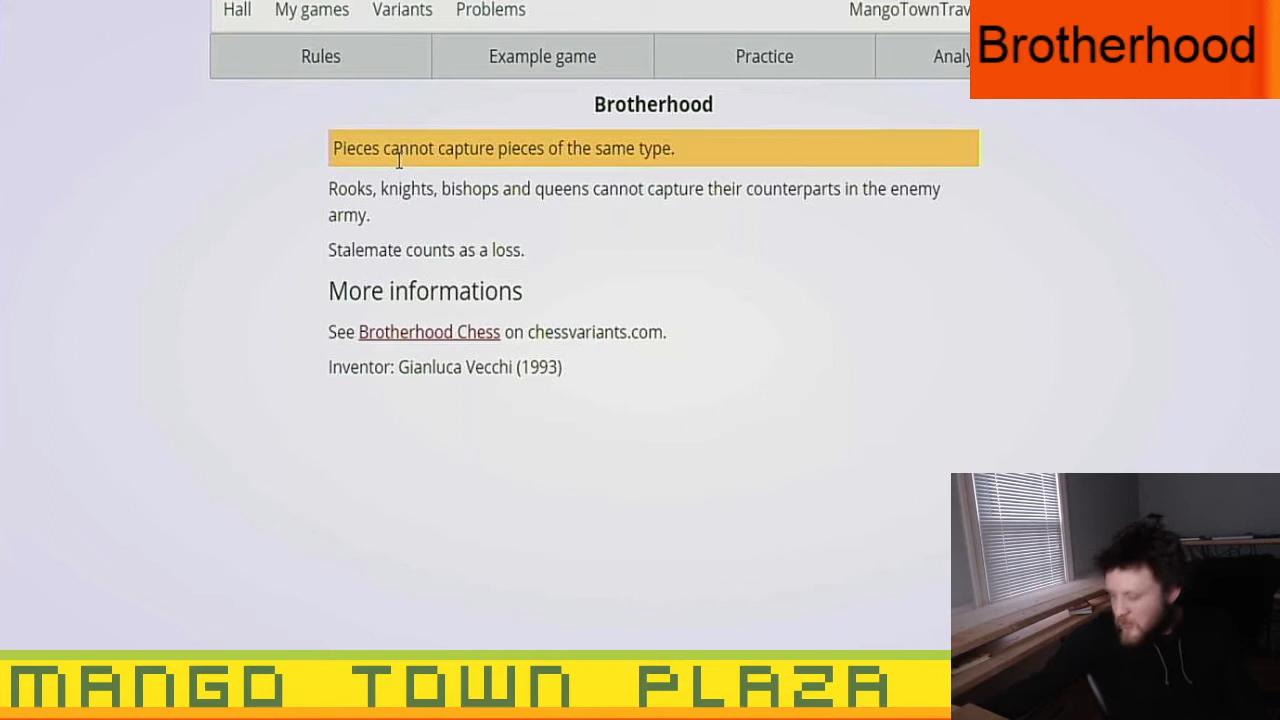 Hall My games Variants Problems MangoTownTrav
Rules Example game Practice Analy
Brotherhood
Brotherhood
Pieces cannot capture pieces of the same type.
Rooks, knights, bishops and queens cannot capture their counterparts in the enemy
army.
Stalemate counts as a loss.
More informations
See Brotherhood Chess on chessvariants.com.
Inventor: Gianluca Vecchi (1993)
MANGO TOWN PLAZA